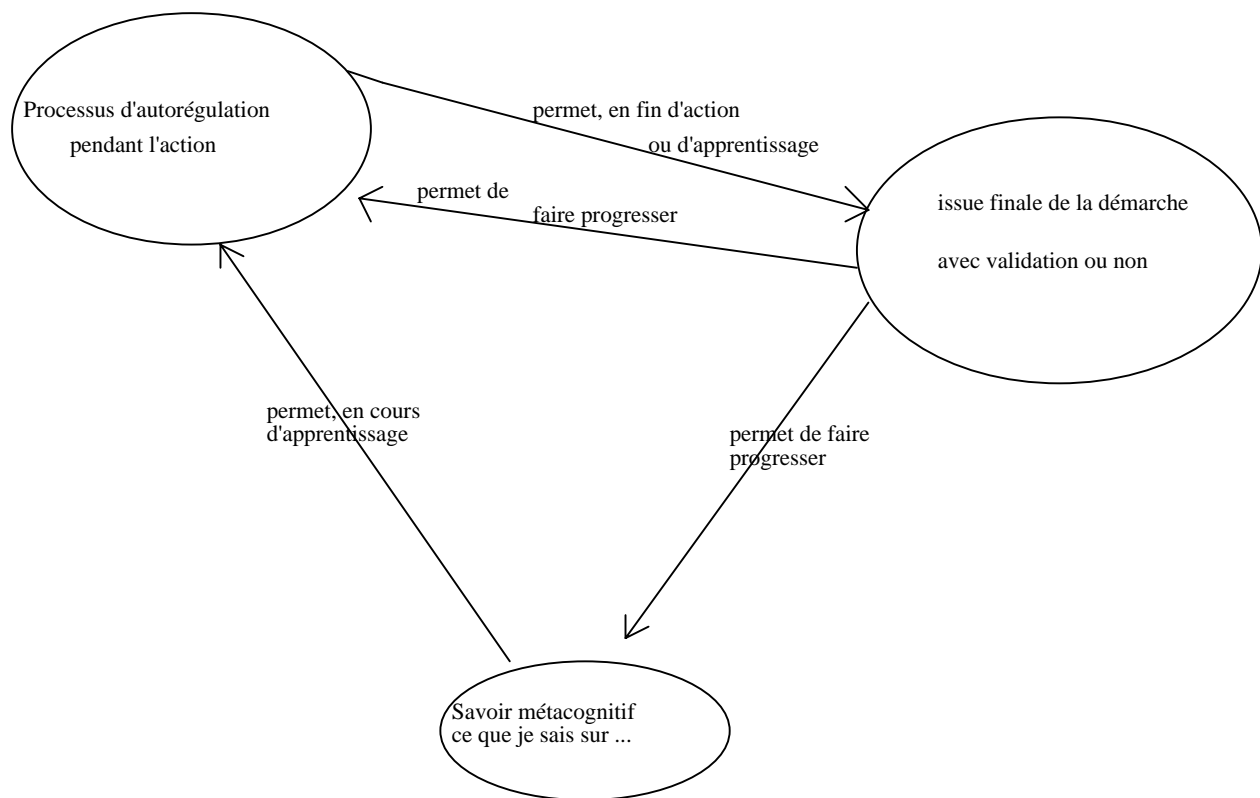 Processus d'autorégulation
pendant l'action
permet, en fin d'action
ou d'apprentissage
permet de
faire progresser
issue finale de la démarche
avec validation ou non
permet, en cours
d'apprentissage
permet de faire
progresser
Savoir métacognitif
ce que je sais sur ...